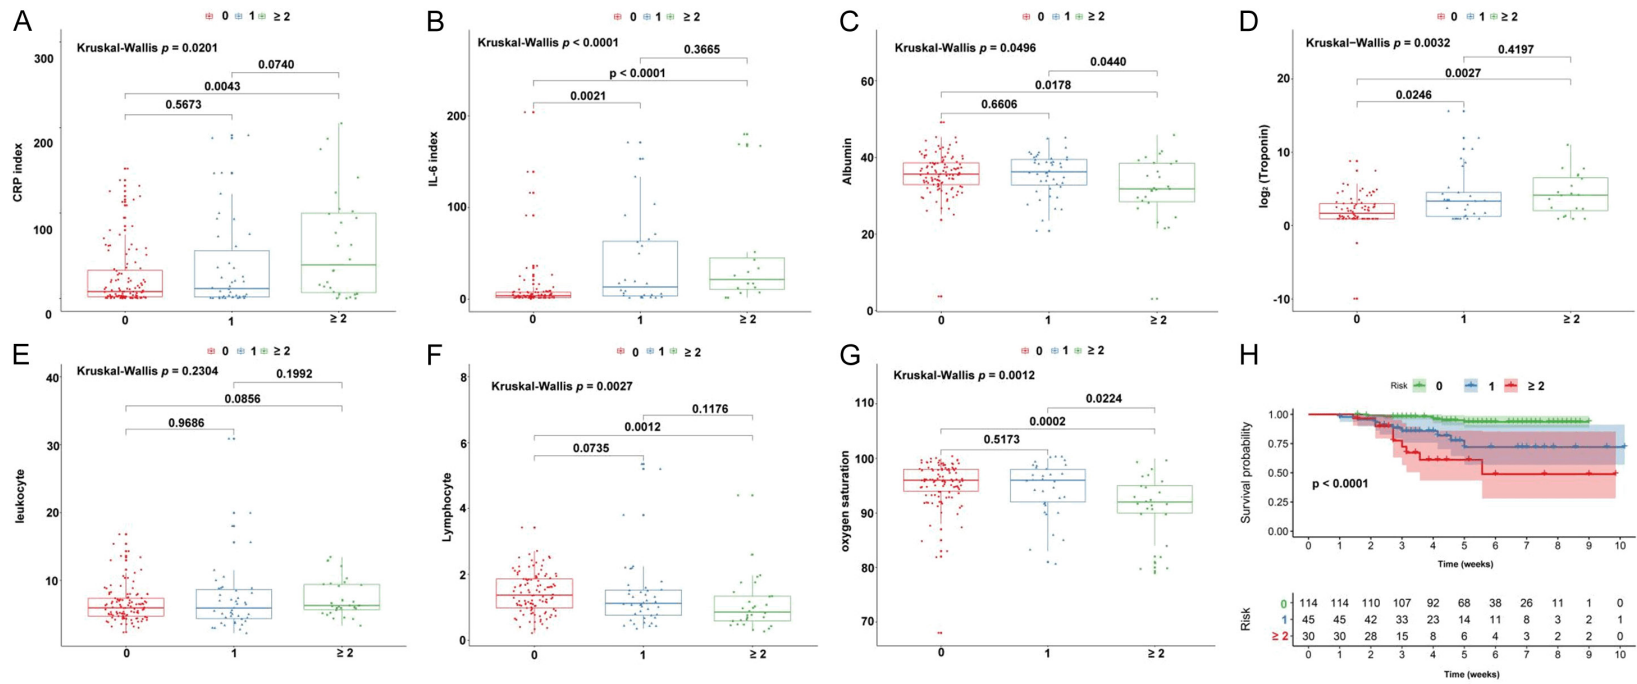 A
0 1 ≥ 2
Kruskal-Wallis p = 0.0201
0.0740
0.0043
0.5673
CRP index
300
200
100
0
0 1 ≥ 2
B
0 1 ≥ 2
Kruskal-Wallis p < 0.0001
0.3665
p < 0.0001
0.0021
IL-6 index
200
100
0
0 1 ≥ 2
C
0 1 ≥ 2
Kruskal-Wallis p = 0.0496
0.0440
0.0178
0.6606
Albumin
60
40
20
0
0 1 ≥ 2
D
0 1 ≥ 2
Kruskal−Wallis p = 0.0032
0.4197
0.0027
0.0246
log₂ (Troponin)
20
10
0
-10
0 1 ≥ 2
E
0 1 ≥ 2
Kruskal-Wallis p = 0.2304
0.1992
0.0856
0.9686
leukocyte
40
30
20
10
0 1 ≥ 2
F
0 1 ≥ 2
Kruskal-Wallis p = 0.0027
0.1176
0.0012
0.0735
Lymphocyte
8
6
4
2
0
0 1 ≥ 2
G
0 1 ≥ 2
Kruskal-Wallis p = 0.0012
0.0224
0.0002
0.5173
oxygen saturation
110
100
90
80
70
0 1 ≥ 2
H
Risk 0 1 ≥ 2
Survival probability
1.00
0.75
0.50
0.25
0.00
p < 0.0001
0 1 2 3 4 5 6 7 8 9 10
Time (weeks)
Risk
0 114 114 110 107 92 68 38 26 11 1 0
1 45 45 42 33 23 14 11 8 3 2 1
≥ 2 30 30 28 15 8 6 4 3 2 2 0
0 1 2 3 4 5 6 7 8 9 10
Time (weeks)